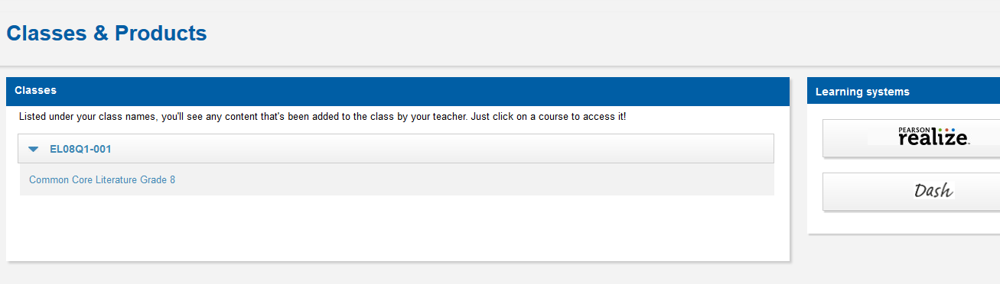 Classes & Products
Classes
Listed under your class names, you'll see any content that's been added to the class by your teacher. Just click on a course to access it!
EL08Q1-001
Common Core Literature Grade 8
Learning systems
PEARSON
realize
Dash